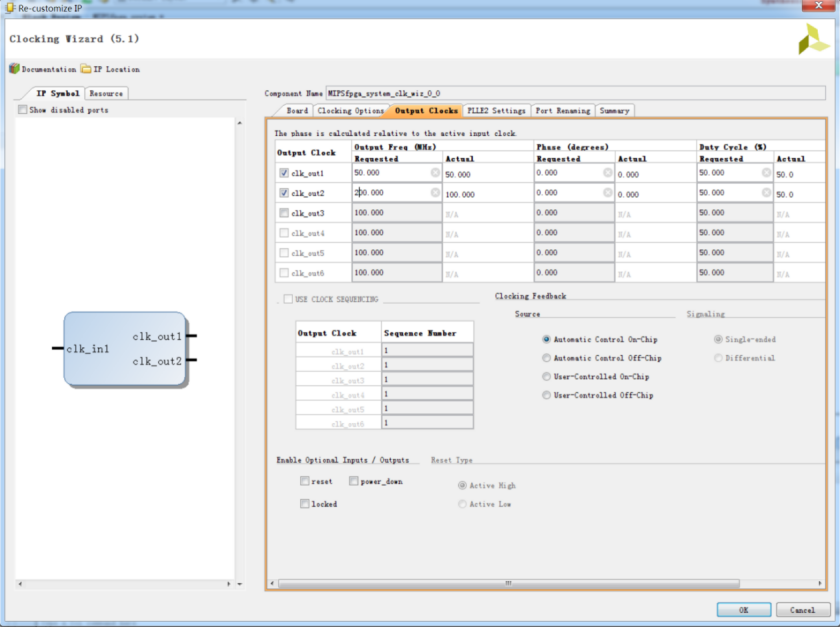 Re-customize IP
Clocking Wizard (5.1)
Documentation IP Location
IP Symbol Resource
Show disabled ports
clk_in1
clk_out1
clk_out2
Component Name MIPSfpga_system_clk_wiz_0_0
Board Clocking Options Output Clocks PLLE2 Settings Port Renaming Summary
The phase is calculated relative to the active input clock.
Output Clock Output Freq (MHz) Phase (degrees) Duty Cycle (%)
Requested Actual Requested Actual Requested Actual
clk_out1 50.000 50.000 0.000 0.000 50.000 50.0
clk_out2 200.000 100.000 0.000 0.000 50.000 50.0
clk_out3 100.000 N/A 0.000 N/A 50.000 N/A
clk_out4 100.000 N/A 0.000 N/A 50.000 N/A
clk_out5 100.000 N/A 0.000 N/A 50.000 N/A
clk_out6 100.000 N/A 0.000 N/A 50.000 N/A
USE CLOCK SEQUENCING
Output Clock Sequence Number
clk_out1 1
clk_out2 1
clk_out3 1
clk_out4 1
clk_out5 1
clk_out6 1
Clocking Feedback
Source Signaling
Automatic Control On-Chip Single-ended
Automatic Control Off-Chip Differential
User-Controlled On-Chip
User-Controlled Off-Chip
Enable Optional Inputs / Outputs Reset Type
reset power_down Active High
locked Active Low
OK Cancel